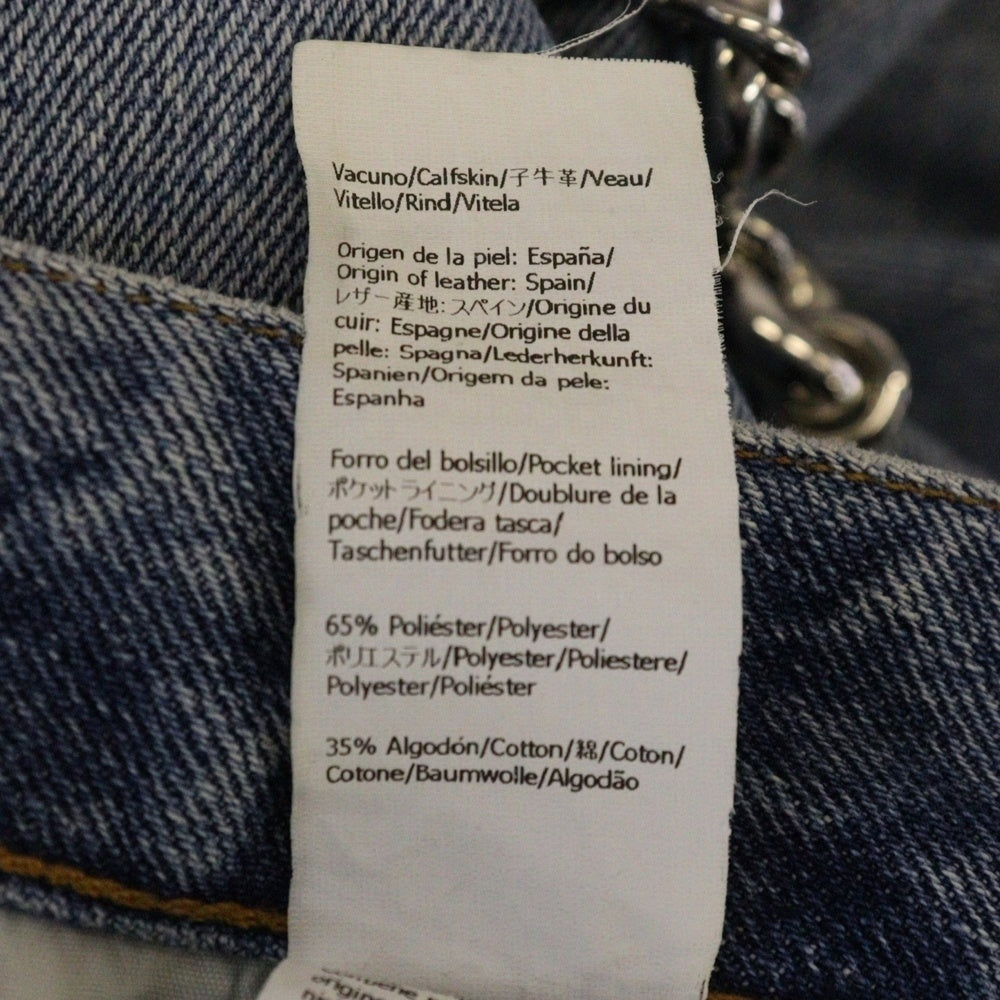 Vacuno/Calfskin/子牛革/Veau/
Vitello/Rind/Vitela
Origen de la piel: España/
Origin of leather: Spain/
レザー産地:スペイン/Origine du
cuir: Espagne/Origine della
pelle: Spagna/Lederherkunft:
Spanien/Origem da pele:
Espanha
Forro del bolsillo/Pocket lining/
ポケットライニング/Doublure de la
poche/Fodera tasca/
Taschenfutter/Forro do bolso
65% Poliéster/Polyester/
ポリエステル/Polyester/Poliestere/
Polyester/Poliéster
35% Algodón/Cotton/綿/Coton/
Cotone/Baumwolle/Algodão